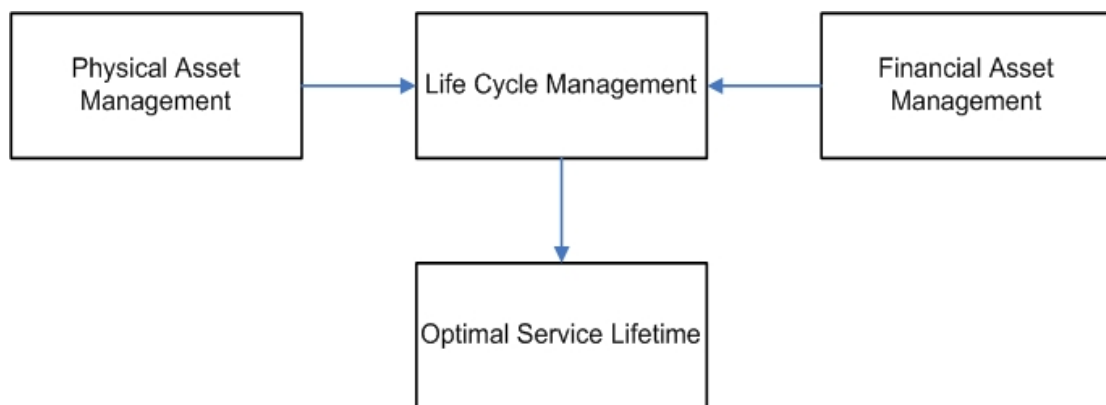 Physical Asset
Management
Life Cycle Management
Financial Asset
Management
Optimal Service Lifetime